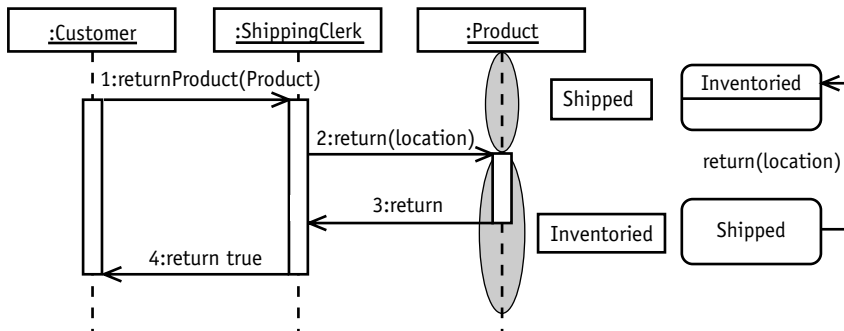 :Customer
:ShippingClerk
:Product
1:returnProduct(Product)
Shipped
Inventoried
2:return(location)
return(location)
3:return
Inventoried
Shipped
4:return true